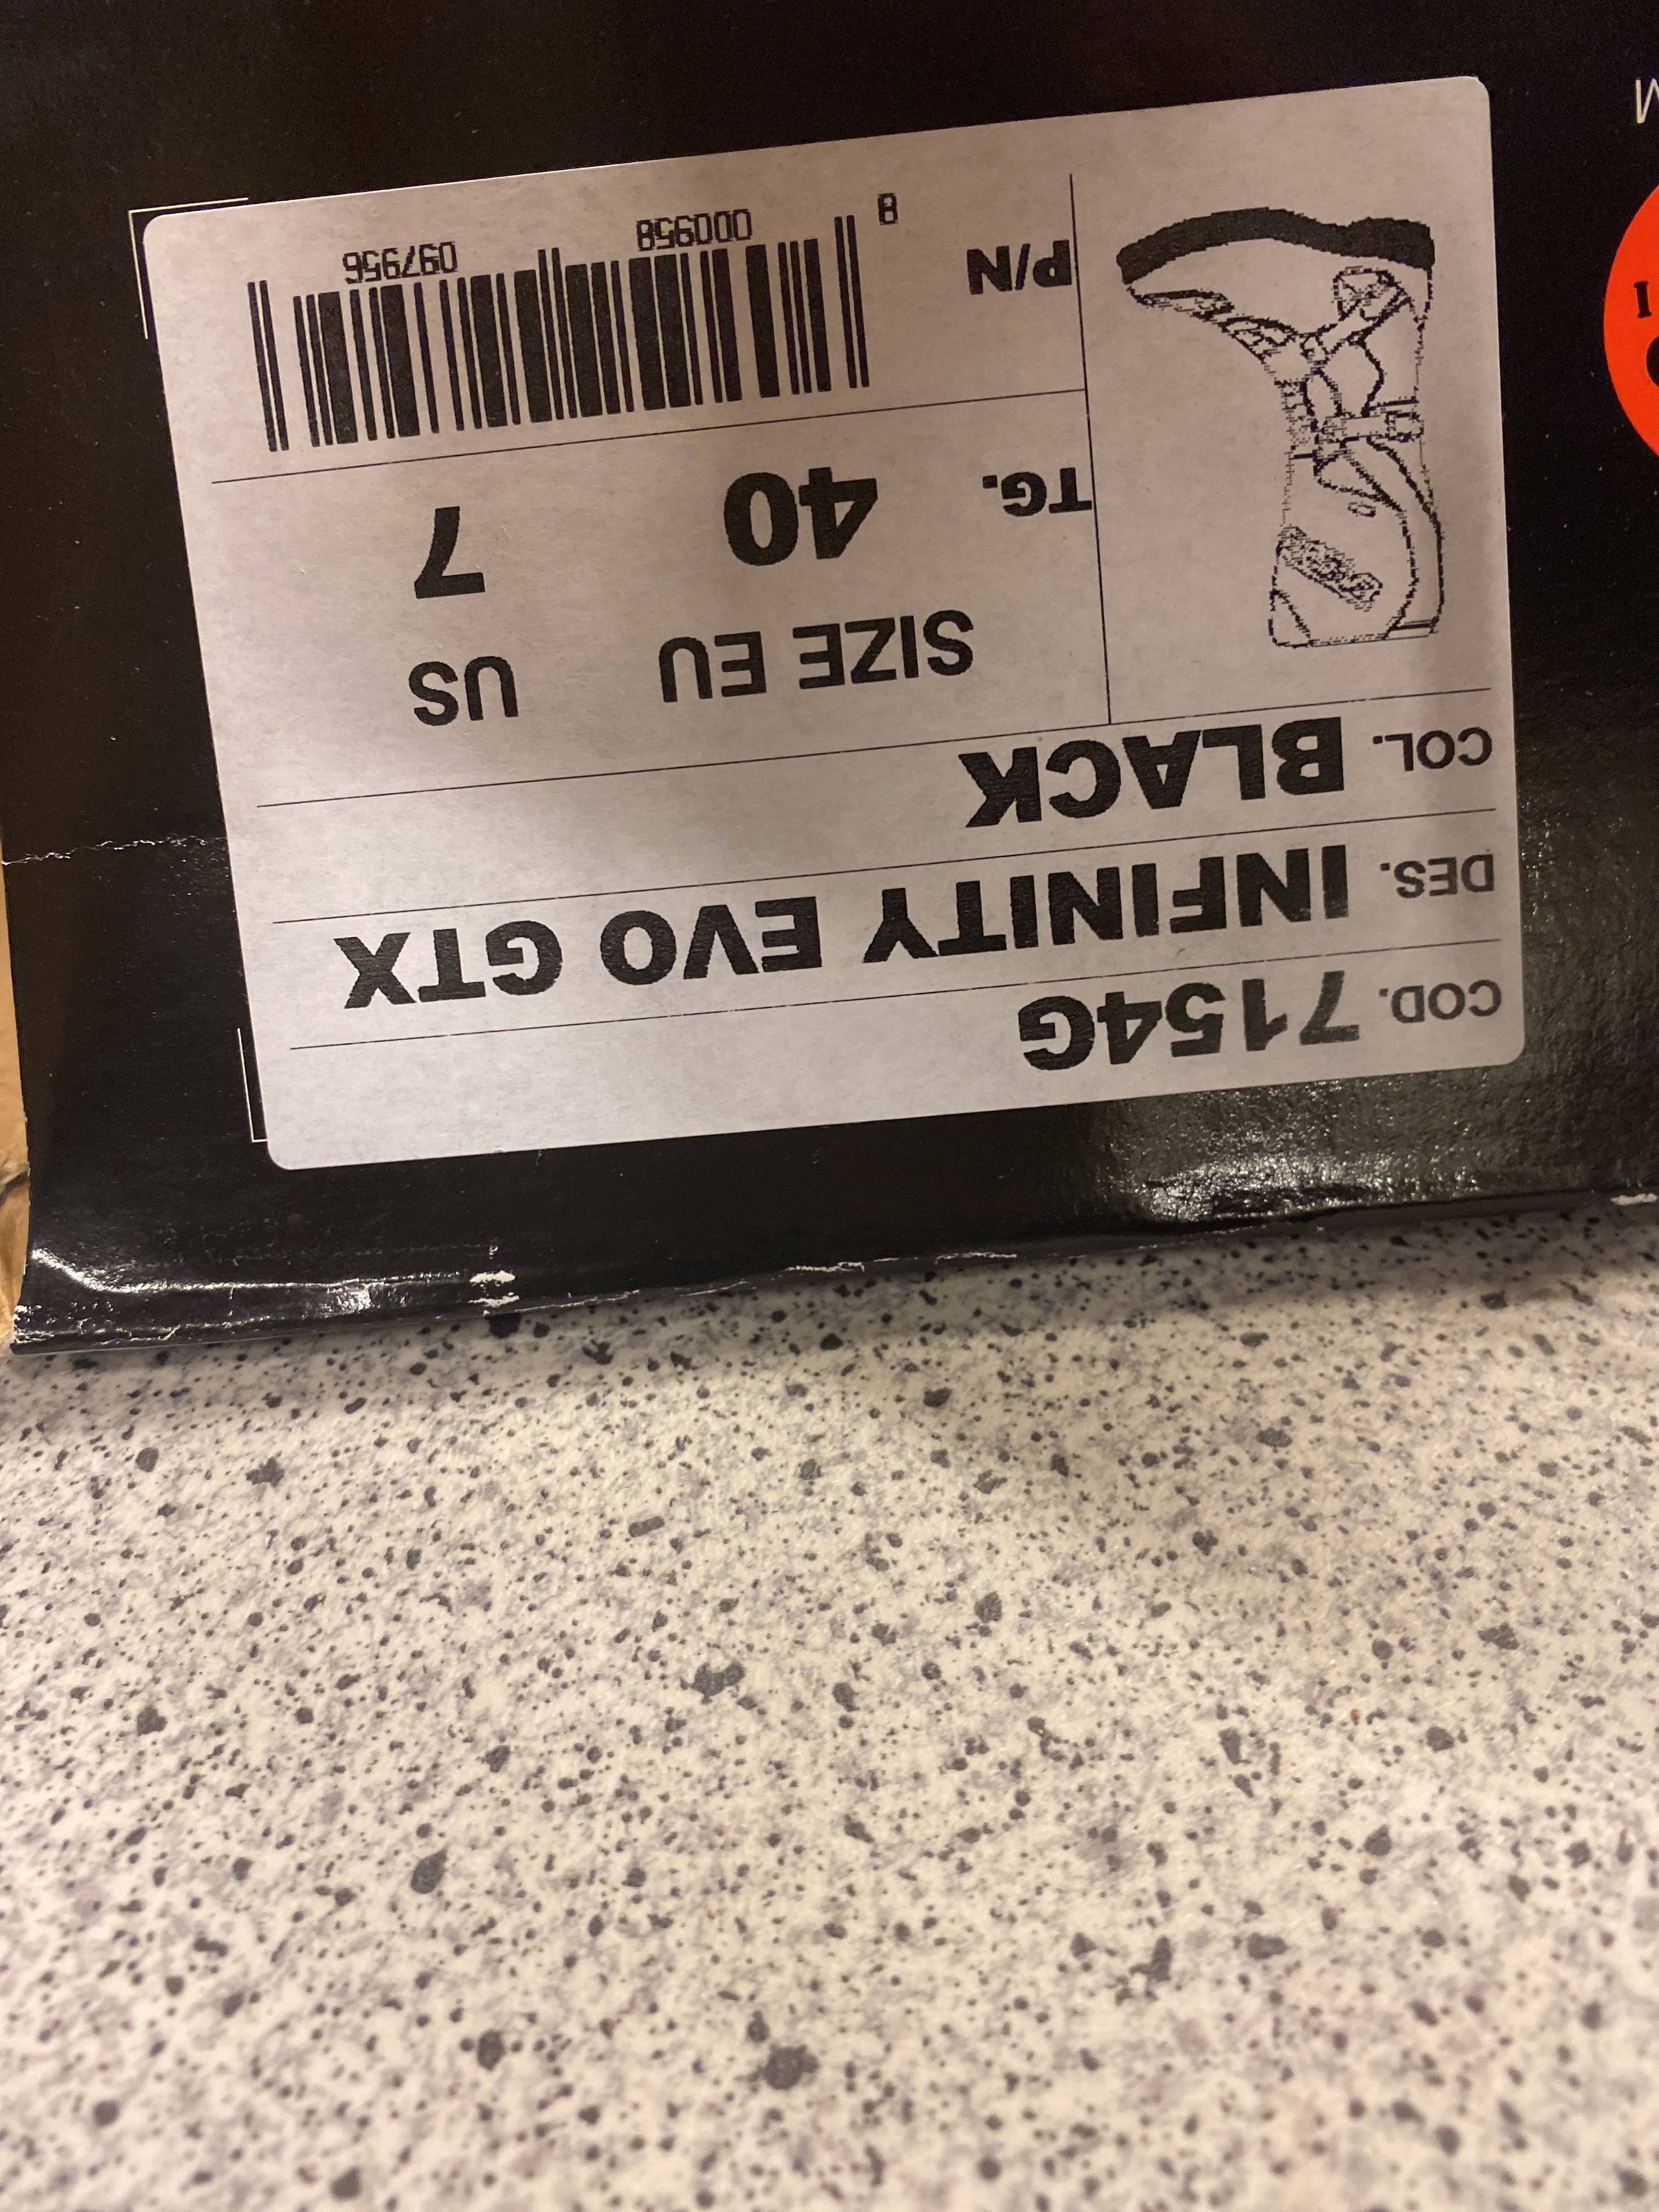 COD. 7154G
DES. INFINITY EVO GTX
COL. BLACK
SIZE EU US
TG. 40 7
P/N
8 000958 097956